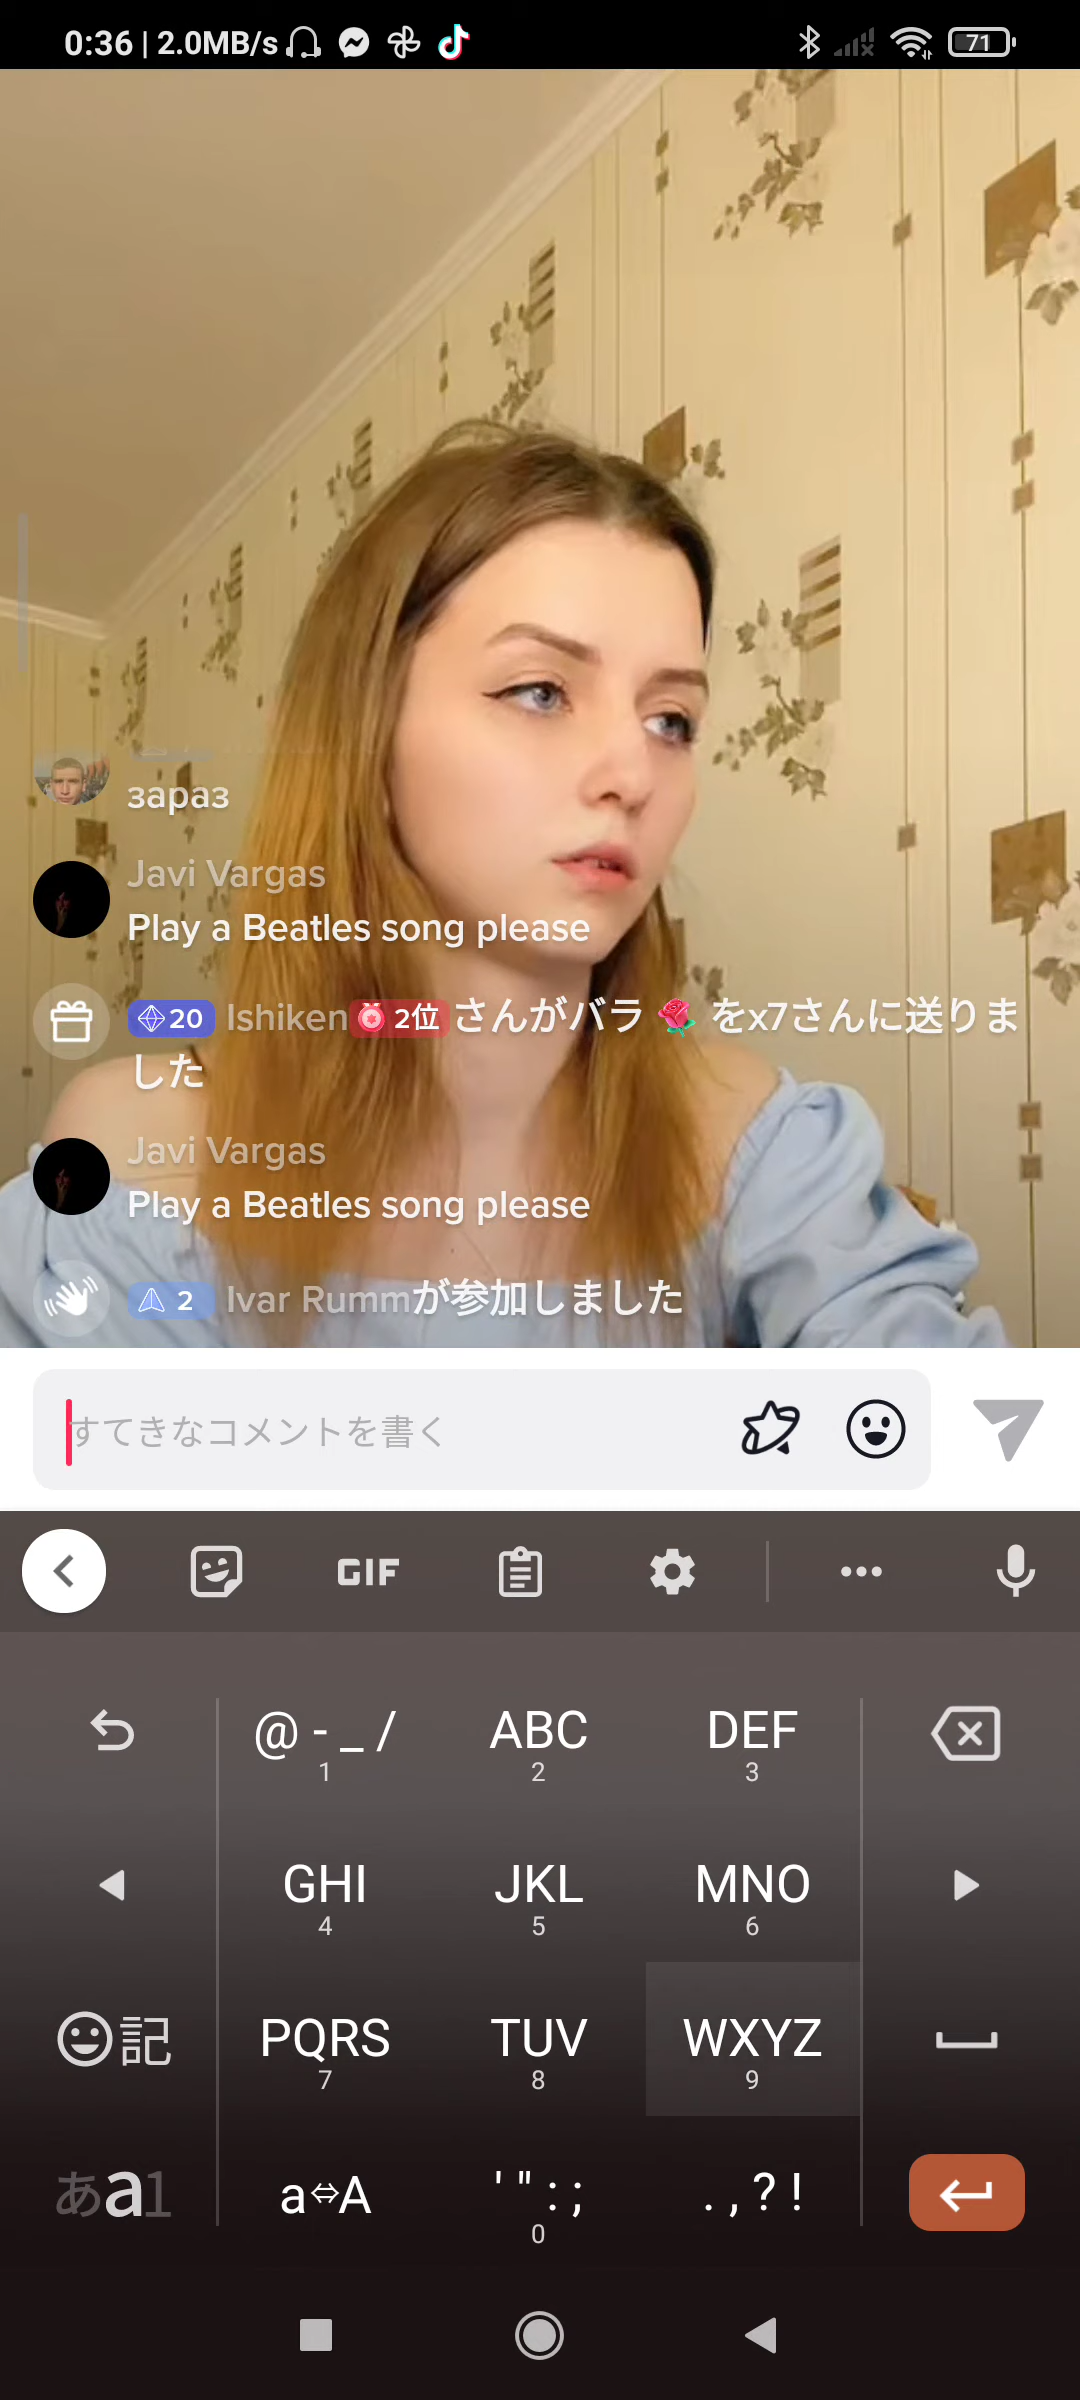 0:36 | 2.0MB/s
71
зараз
Javi Vargas
Play a Beatles song please
20 Ishiken 2位 さんがバラ 🌹 をx7さんに送りま
した
Javi Vargas
Play a Beatles song please
2 Ivar Rummが参加しました
すてきなコメントを書く
GIF
@ - _ / ABC DEF
1 2 3
GHI JKL MNO
4 5 6
記 PQRS TUV WXYZ
7 8 9
あa1 a⇔A ' " : ; . , ? !
0